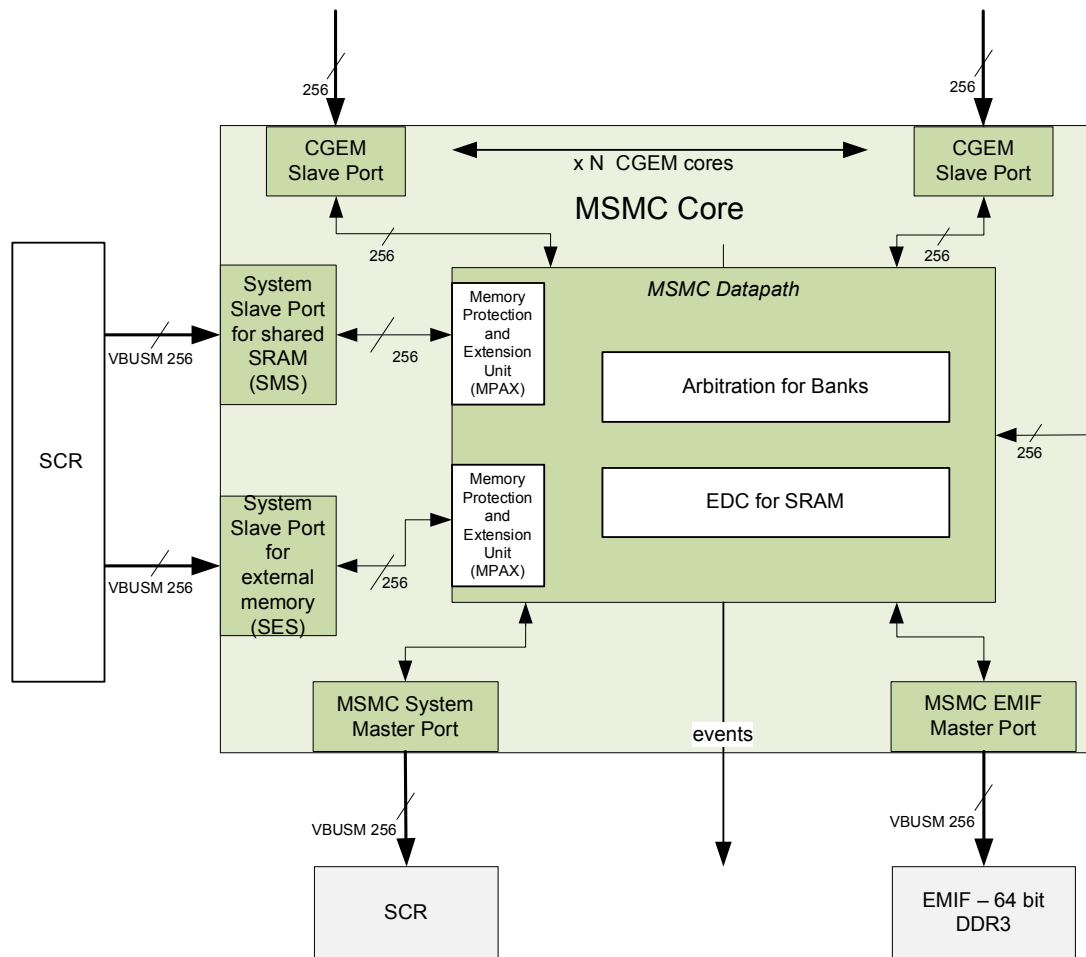 256
256
CGEM
Slave Port
CGEM
Slave Port
x N  CGEM cores
MSMC Core
256
256
System
Slave Port
for shared
SRAM
(SMS)
VBUSM 256
256
Memory
Protection
and
Extension
Unit
(MPAX)
MSMC Datapath
Arbitration for Banks
256
SCR
System
Slave Port
for
external
memory
(SES)
VBUSM 256
256
Memory
Protection
and
Extension
Unit
(MPAX)
EDC for SRAM
MSMC System
Master Port
events
MSMC EMIF
Master Port
VBUSM 256
VBUSM 256
SCR
EMIF – 64 bit
DDR3